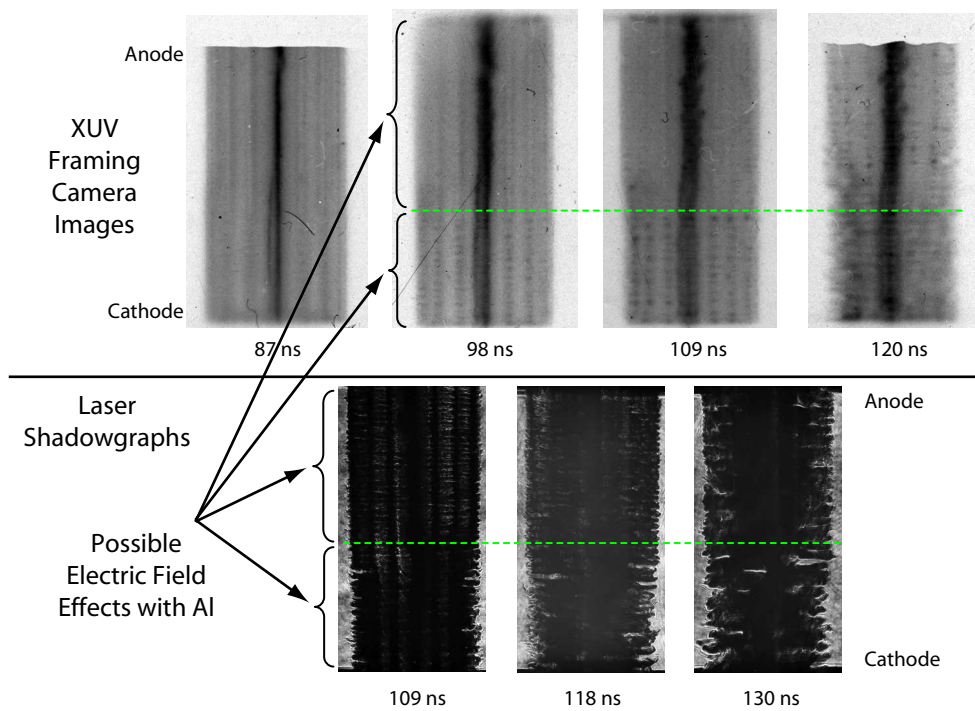 Anode
XUV
Framing
Camera
Images
Cathode
87 ns
98 ns
109 ns
120 ns
Laser
Shadowgraphs
Anode
Possible
Electric Field
Effects with Al
Cathode
109 ns
118 ns
130 ns